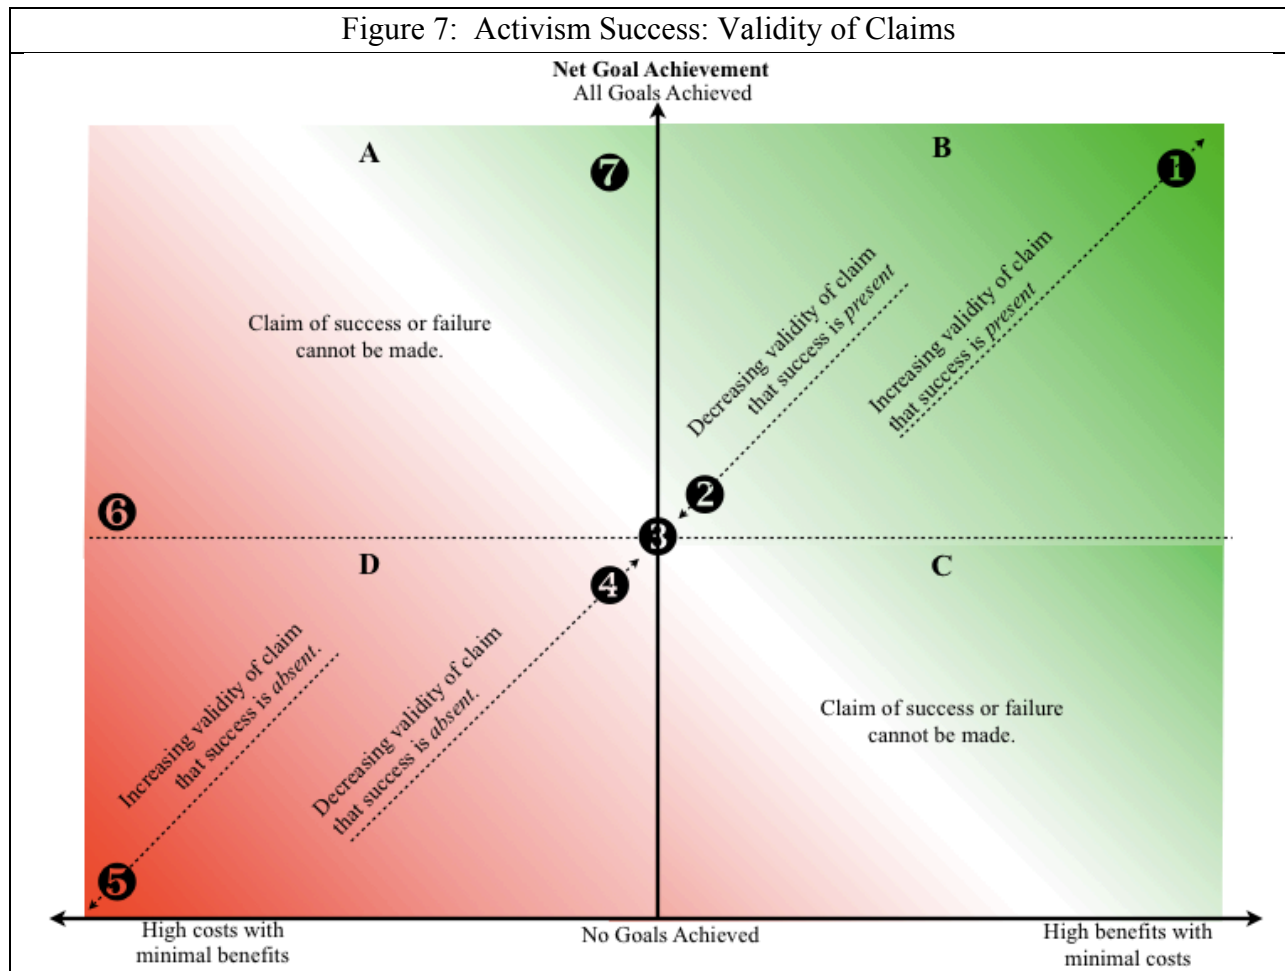 Figure 7:  Activism Success: Validity of Claims
Net Goal Achievement
All Goals Achieved
A
B
7
1
Decreasing validity of claim
that success is present
Increasing validity of claim
that success is present
Claim of success or failure
cannot be made.
2
6
3
D
C
4
Increasing validity of claim
that success is absent.
Decreasing validity of claim
that success is absent.
Claim of success or failure
cannot be made.
5
High costs with
minimal benefits
No Goals Achieved
High benefits with
minimal costs